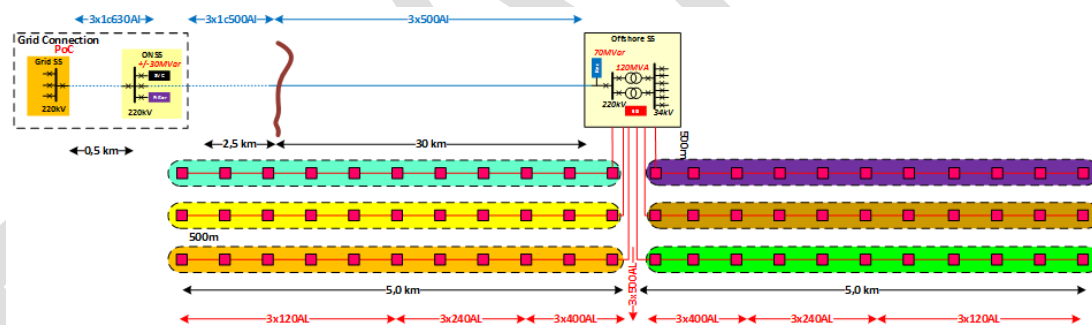 3x1c630Al
3x1c500Al
3x500Al
Grid Connection
PoC
Grid SS
220kV
ONSS
+/-30MVar
SVC
220kV
Offshore SS
70MVar
120MVA
220kV
34kV
0,5 km
2,5 km
30 km
500m
500m
5,0 km
5,0 km
3x120AL
3x240AL
3x400AL
3x500AL
3x400AL
3x240AL
3x120AL